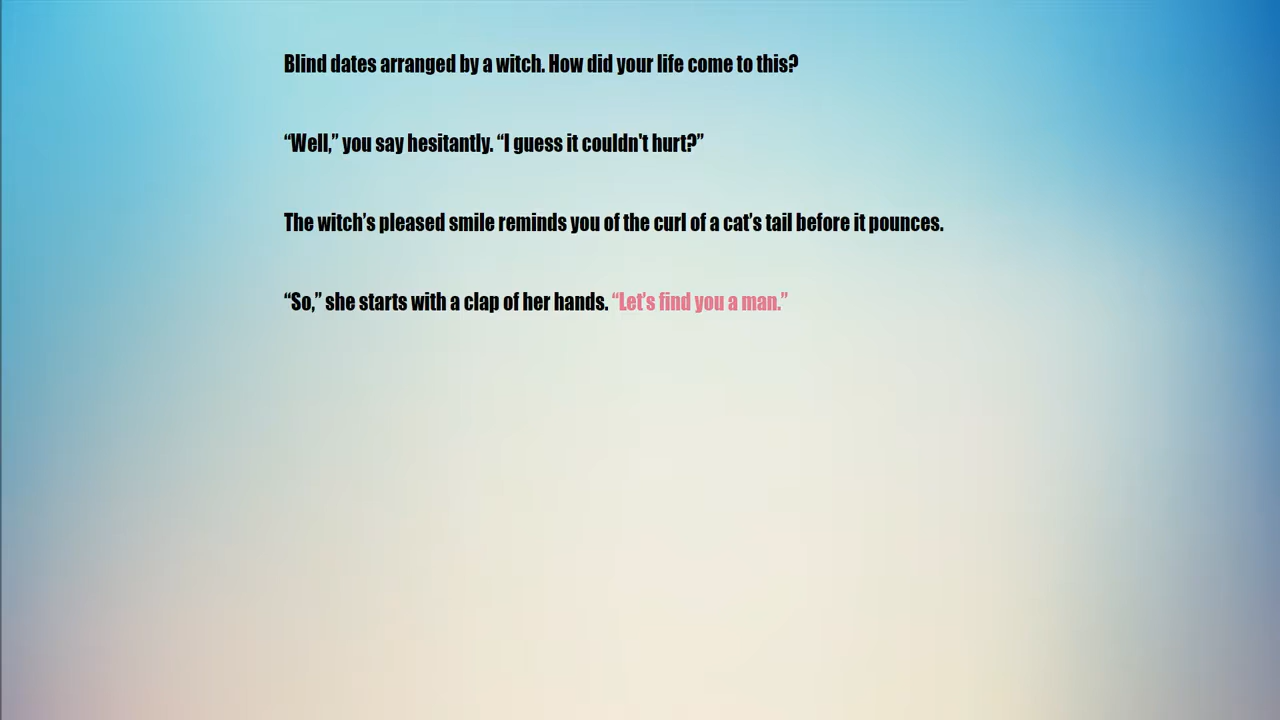 Blind dates arranged by a witch. How did your life come to this?
“Well,” you say hesitantly. “I guess it couldn't hurt?”
The witch’s pleased smile reminds you of the curl of a cat’s tail before it pounces.
“So,” she starts with a clap of her hands. “Let’s find you a man.”